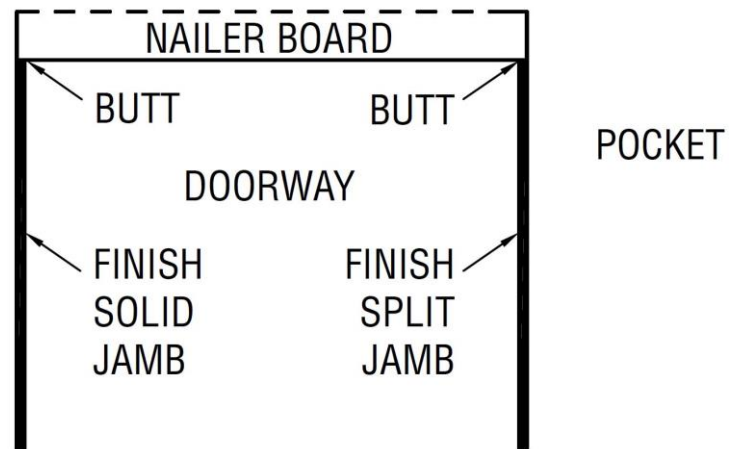 NAILER BOARD
BUTT
BUTT
POCKET
DOORWAY
FINISH
SOLID
JAMB
FINISH
SPLIT
JAMB